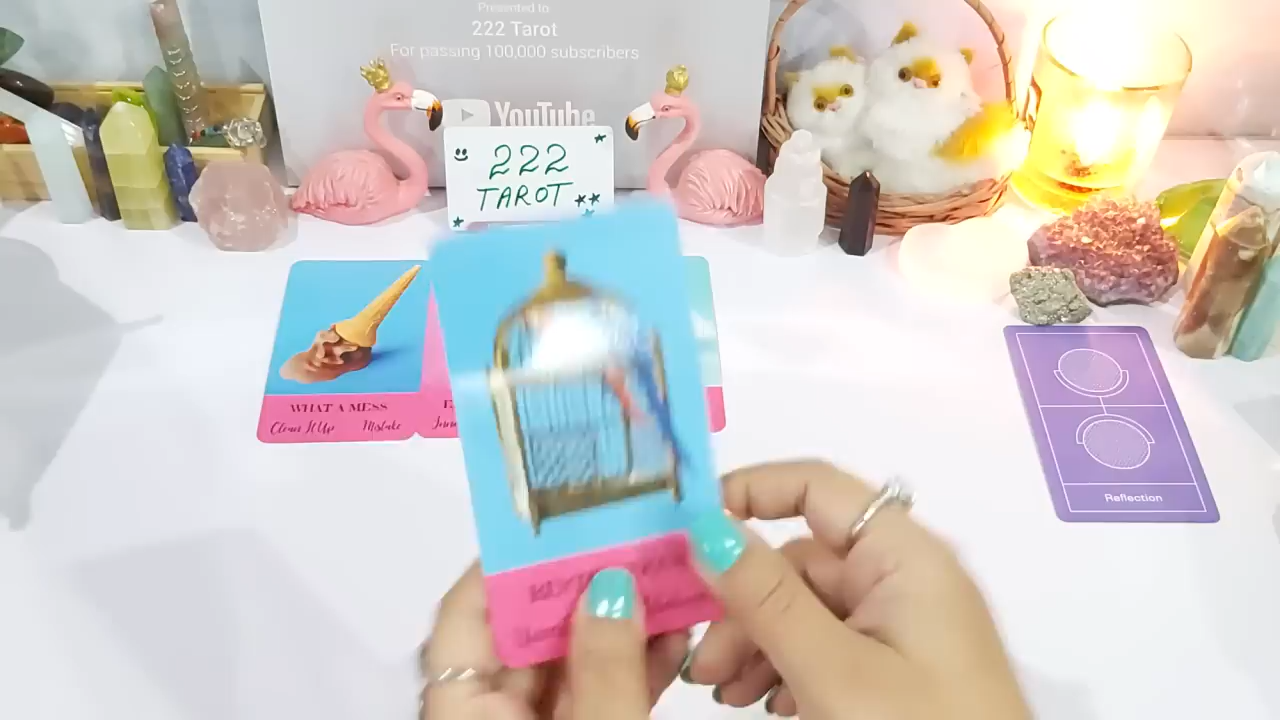 Presented to
222 Tarot
For passing 100,000 subscribers
YouTube
222
TAROT
WHAT A MESS
Clean It Up Mistake
Reflection